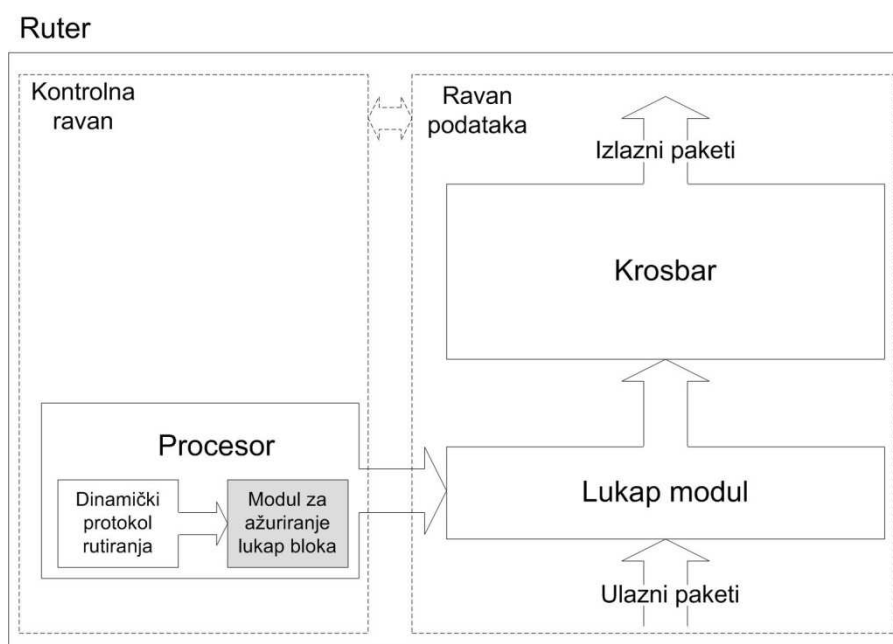 Ruter
Kontrolna
ravan
Ravan
podataka
Izlazni paketi
Krosbar
Procesor
Dinamički
protokol
rutiranja
Modul za
ažuriranje
lukap bloka
Lukap modul
Ulazni paketi